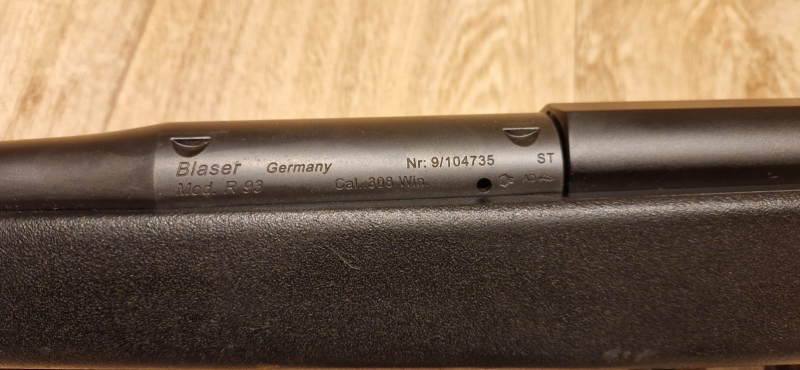 Blaser Germany Nr: 9/104735 ST
Mod. R 93 Cal. .308 Win.